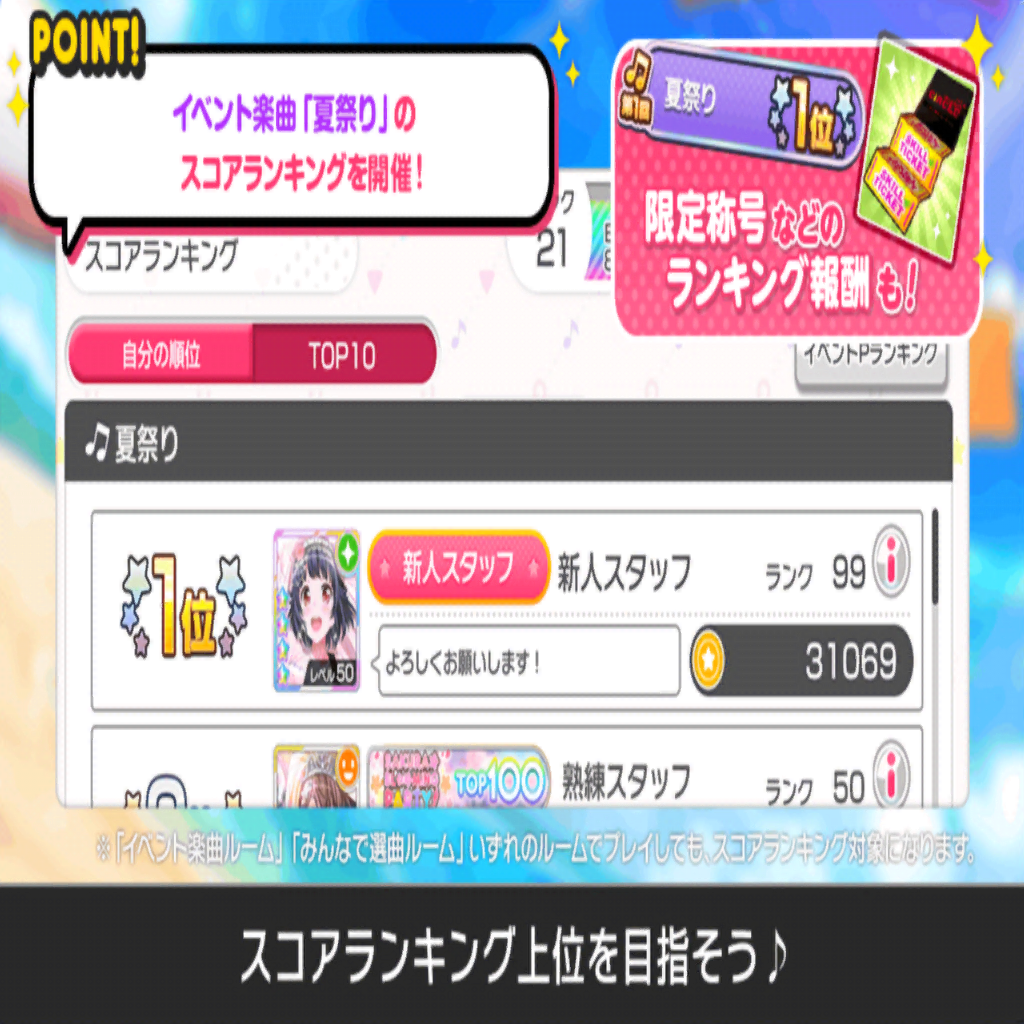 POINT!
イベント楽曲「夏祭り」の
スコアランキングを開催!
第1回
夏祭り
1位
SKILL
TICKET
SKILL
TICKET
限定称号などの
ランキング報酬も!
スコアランキング
ク
21
自分の順位
TOP10
イベントPランキング
夏祭り
1位
レベル50
新人スタッフ
新人スタッフ
ランク 99
よろしくお願いします!
31069
TOP100
熟練スタッフ
ランク 50
※「イベント楽曲ルーム」「みんなで選曲ルーム」いずれのルームでプレイしても、スコアランキング対象になります。
スコアランキング上位を目指そう♪